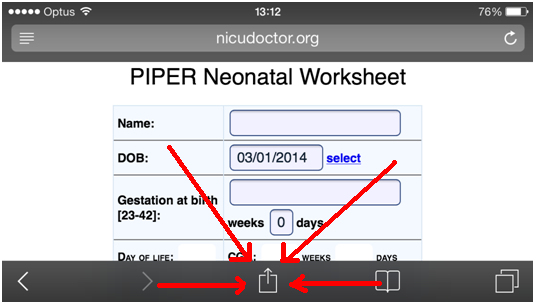 Optus 13:12 76%
nicudoctor.org
PIPER Neonatal Worksheet
Name:
DOB: 03/01/2014 select
Gestation at birth
[23-42]: weeks 0 days
DAY OF LIFE: WEEKS DAYS